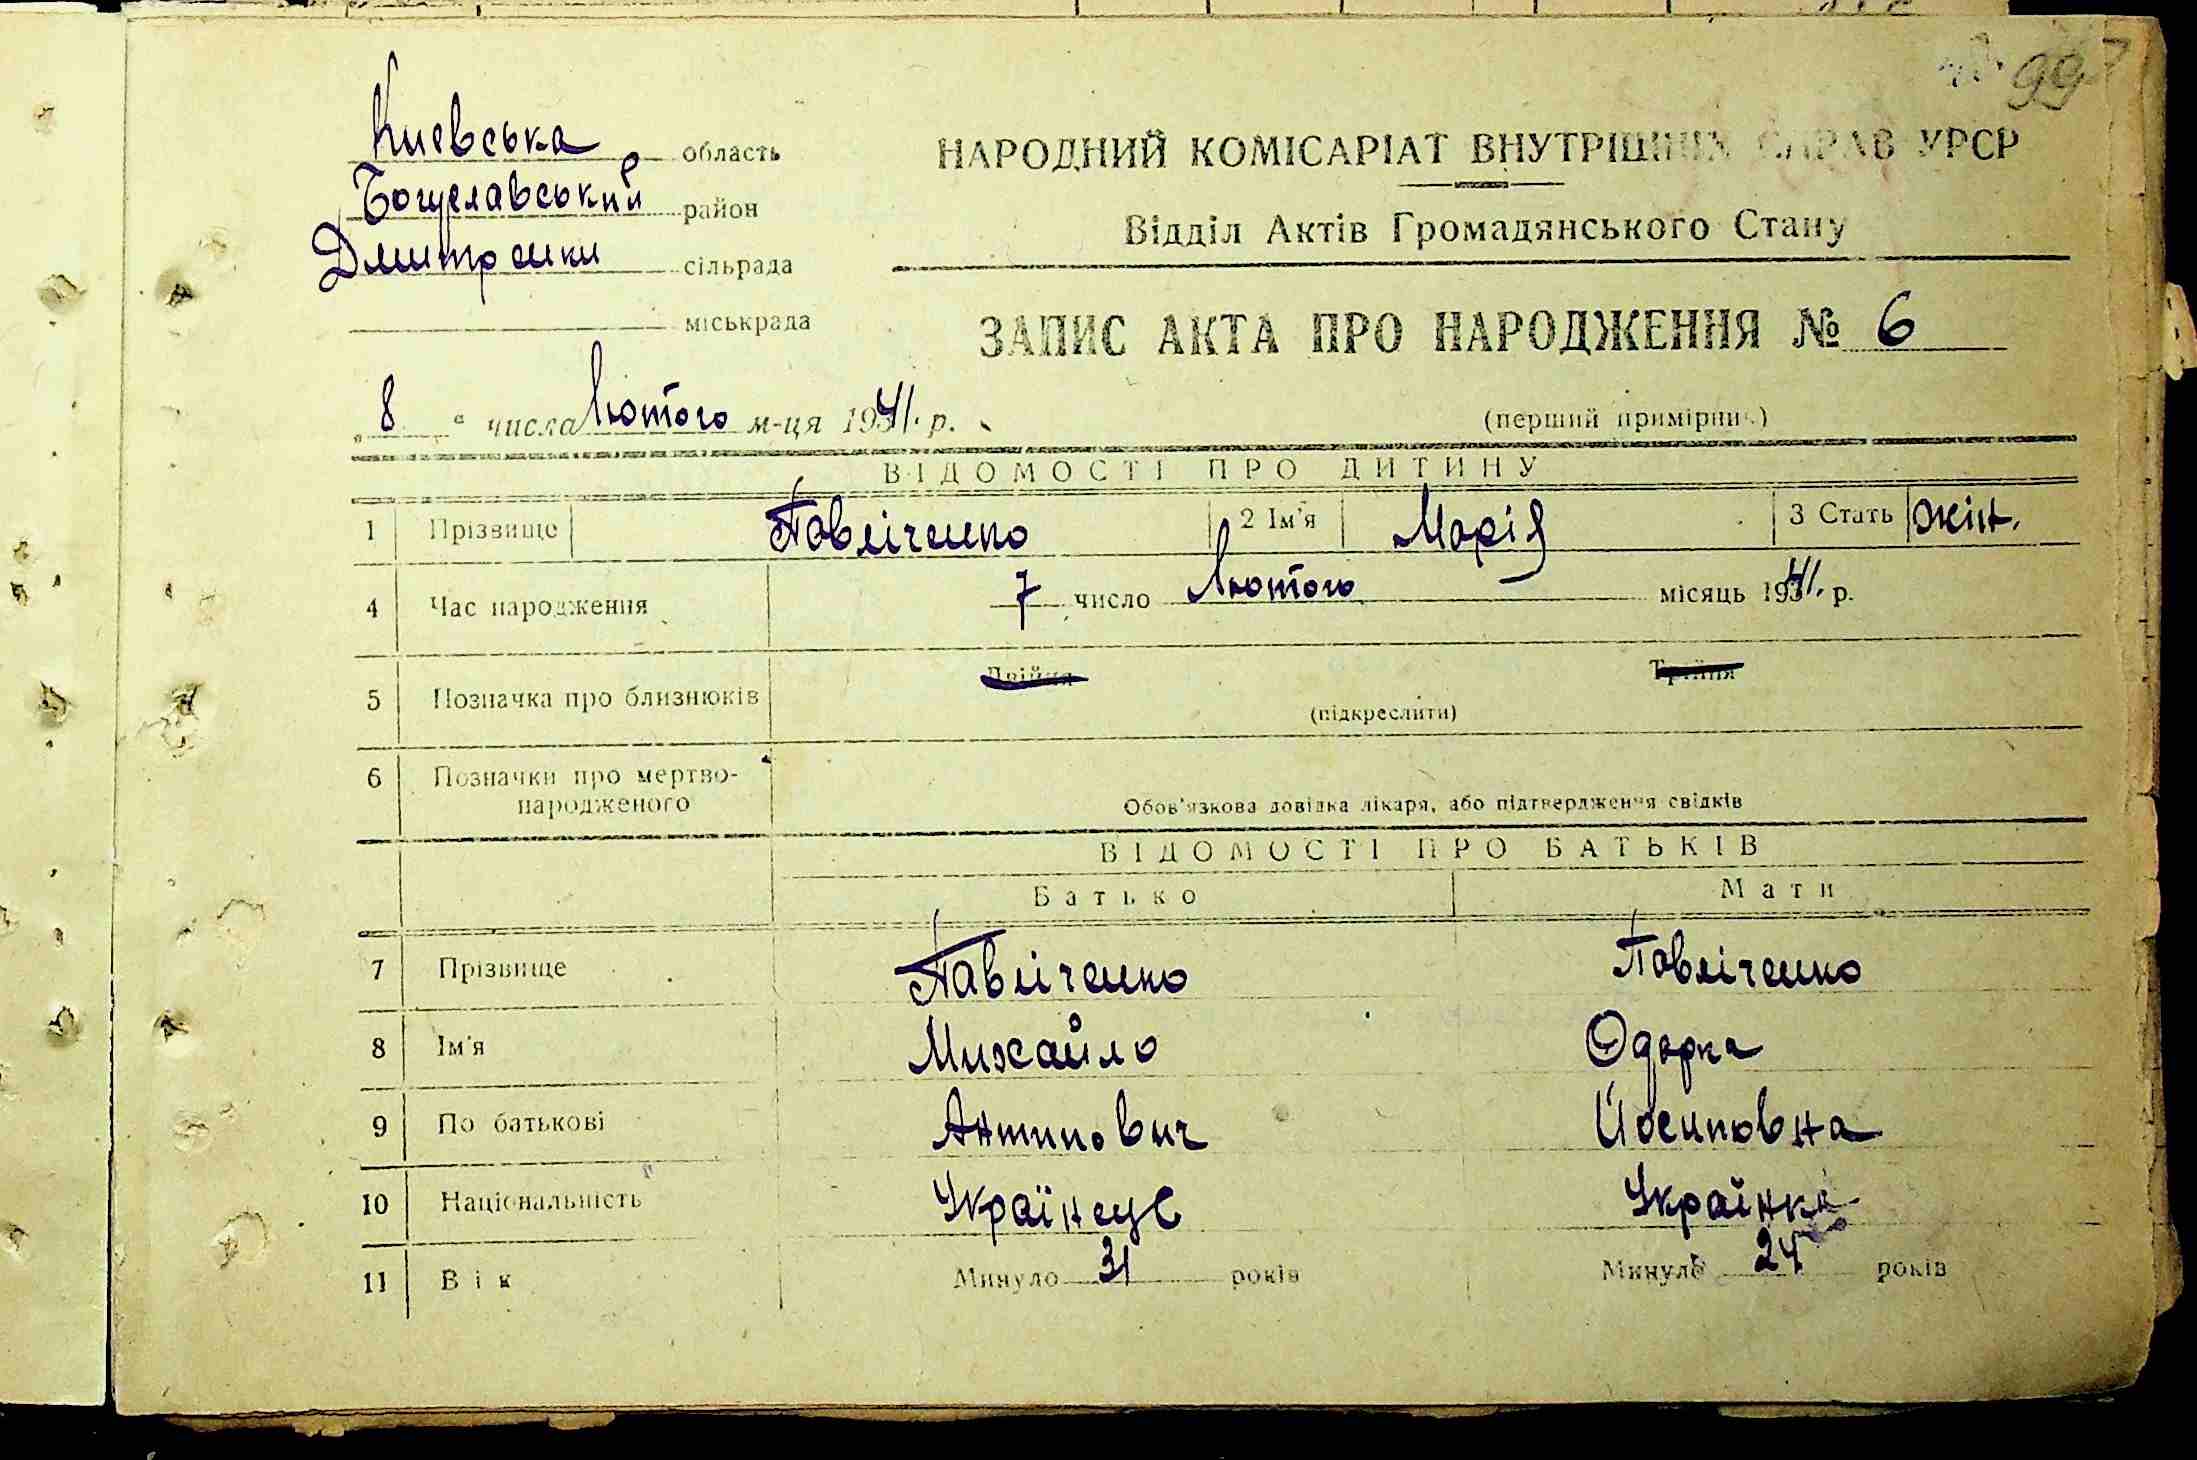 99
Києвська область
Богуславський район
Дмитренки сільрада
міськрада
НАРОДНИЙ КОМІСАРІАТ ВНУТРІШНІХ СПРАВ УРСР
Відділ Актів Громадянського Стану
ЗАПИС АКТА ПРО НАРОДЖЕННЯ № 6
„ 8 " числа Лютого м-ця 1941. р.
(перший примірник)
ВІДОМОСТІ ПРО ДИТИНУ
1 Прізвище Павліченко 2 Ім'я Марія 3 Стать жін.
4 Час народження 7 число Лютого місяць 1941. р.
5 Позначка про близнюків Двійня Трійня
(підкреслити)
6 Позначки про мертво-
народженого Обов'язкова довідка лікаря, або підтвердження свідків
ВІДОМОСТІ ПРО БАТЬКІВ
Батько Мати
7 Прізвище Павліченко Павліченко
8 Ім'я Михайло Одарка
9 По батькові Антипович Йосиповна
10 Національність Українець Українка
11 Вік Минуло 31 років Минуло 24 років